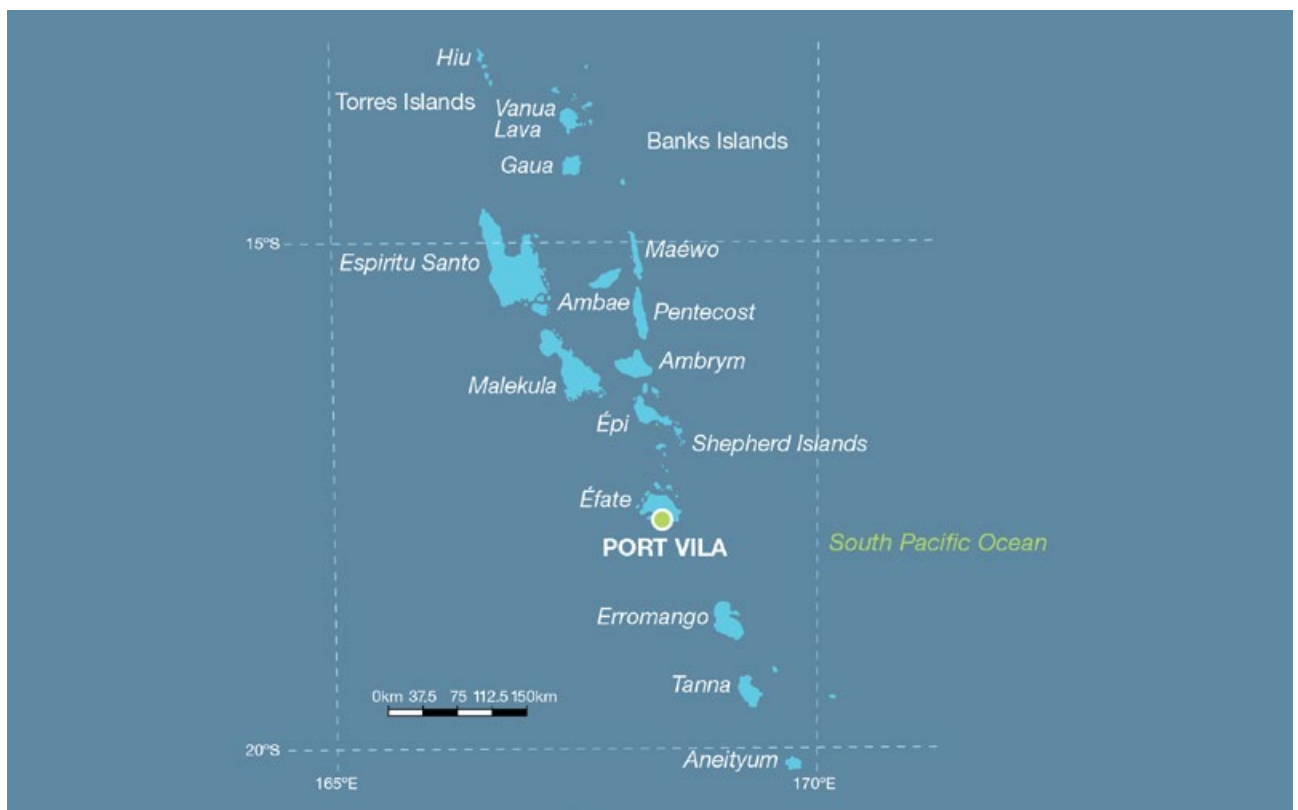 Hiu
Torres Islands
Vanua
Lava
Banks Islands
Gaua
15ºS
Maéwo
Espiritu Santo
Ambae
Pentecost
Ambrym
Malekula
Épi
Shepherd Islands
Éfate
PORT VILA
South Pacific Ocean
Erromango
Tanna
0km 37.5 75 112.5 150km
20ºS
Aneityum
165ºE
170ºE